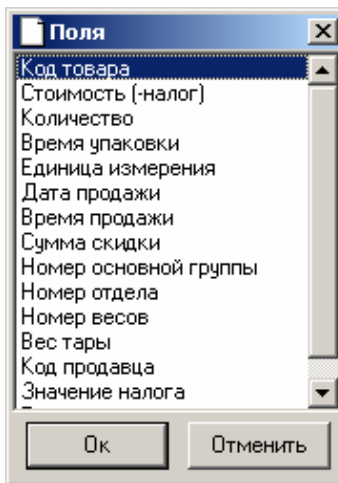 Поля
Код товара
Стоимость (-налог)
Количество
Время упаковки
Единица измерения
Дата продажи
Время продажи
Сумма скидки
Номер основной группы
Номер отдела
Номер весов
Вес тары
Код продавца
Значение налога
Ок
Отменить